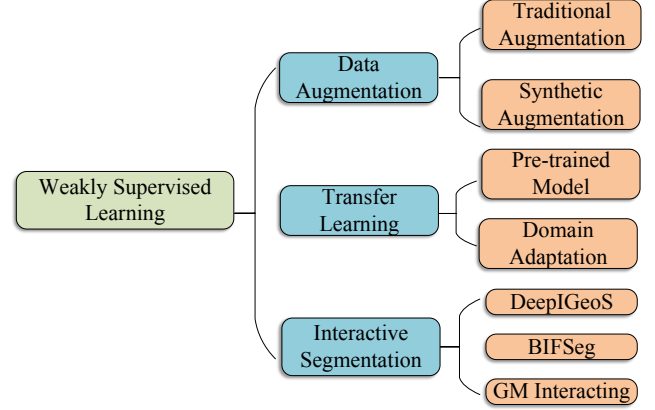 Weakly Supervised
Learning
Data
Augmentation
Traditional
Augmentation
Synthetic
Augmentation
Transfer
Learning
Pre-trained
Model
Domain
Adaptation
Interactive
Segmentation
DeepIGeoS
BIFSeg
GM Interacting